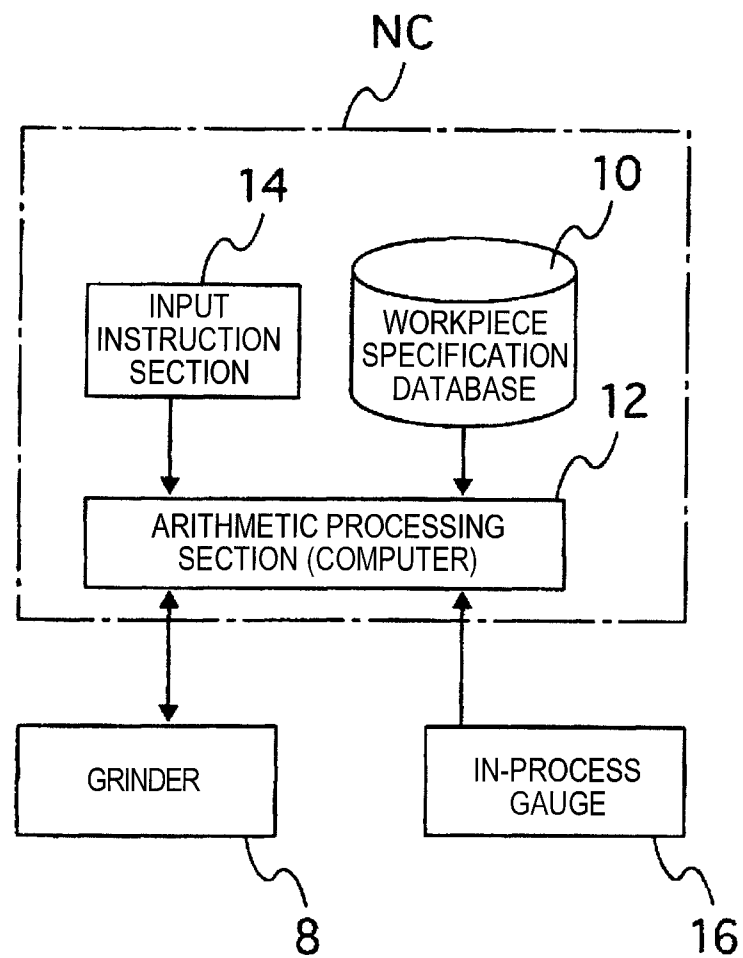 NC
14
10
INPUT
INSTRUCTION
SECTION
WORKPIECE
SPECIFICATION
DATABASE
12
ARITHMETIC PROCESSING
SECTION (COMPUTER)
GRINDER
IN-PROCESS
GAUGE
8
16